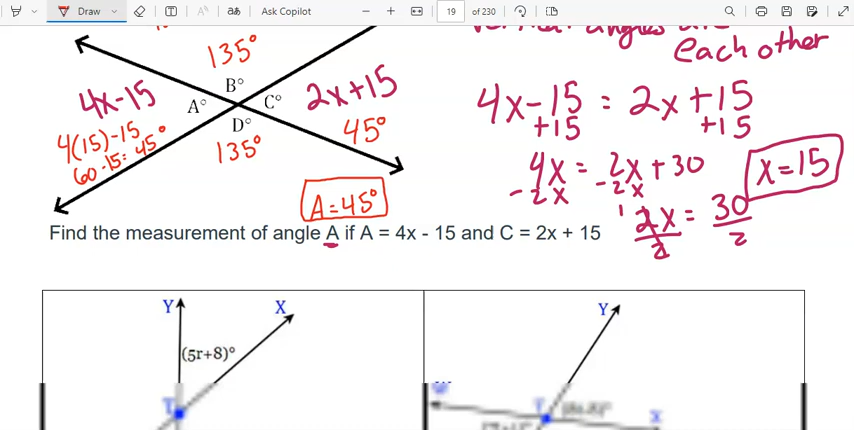 Draw
A
あぁ
Ask Copilot
19 of 230
each other
135°
4x-15
B°
A°
C°
D°
2x+15
4(15)-15
60-15=45°
135°
45°
A=45°
4x-15 = 2x+15
+15 +15
4x = 2x+30
-2x -2x
2x = 30
2 2
x=15
Find the measurement of angle A if A = 4x - 15 and C = 2x + 15
Y
X
(5r+8)°
T
Y
T
X